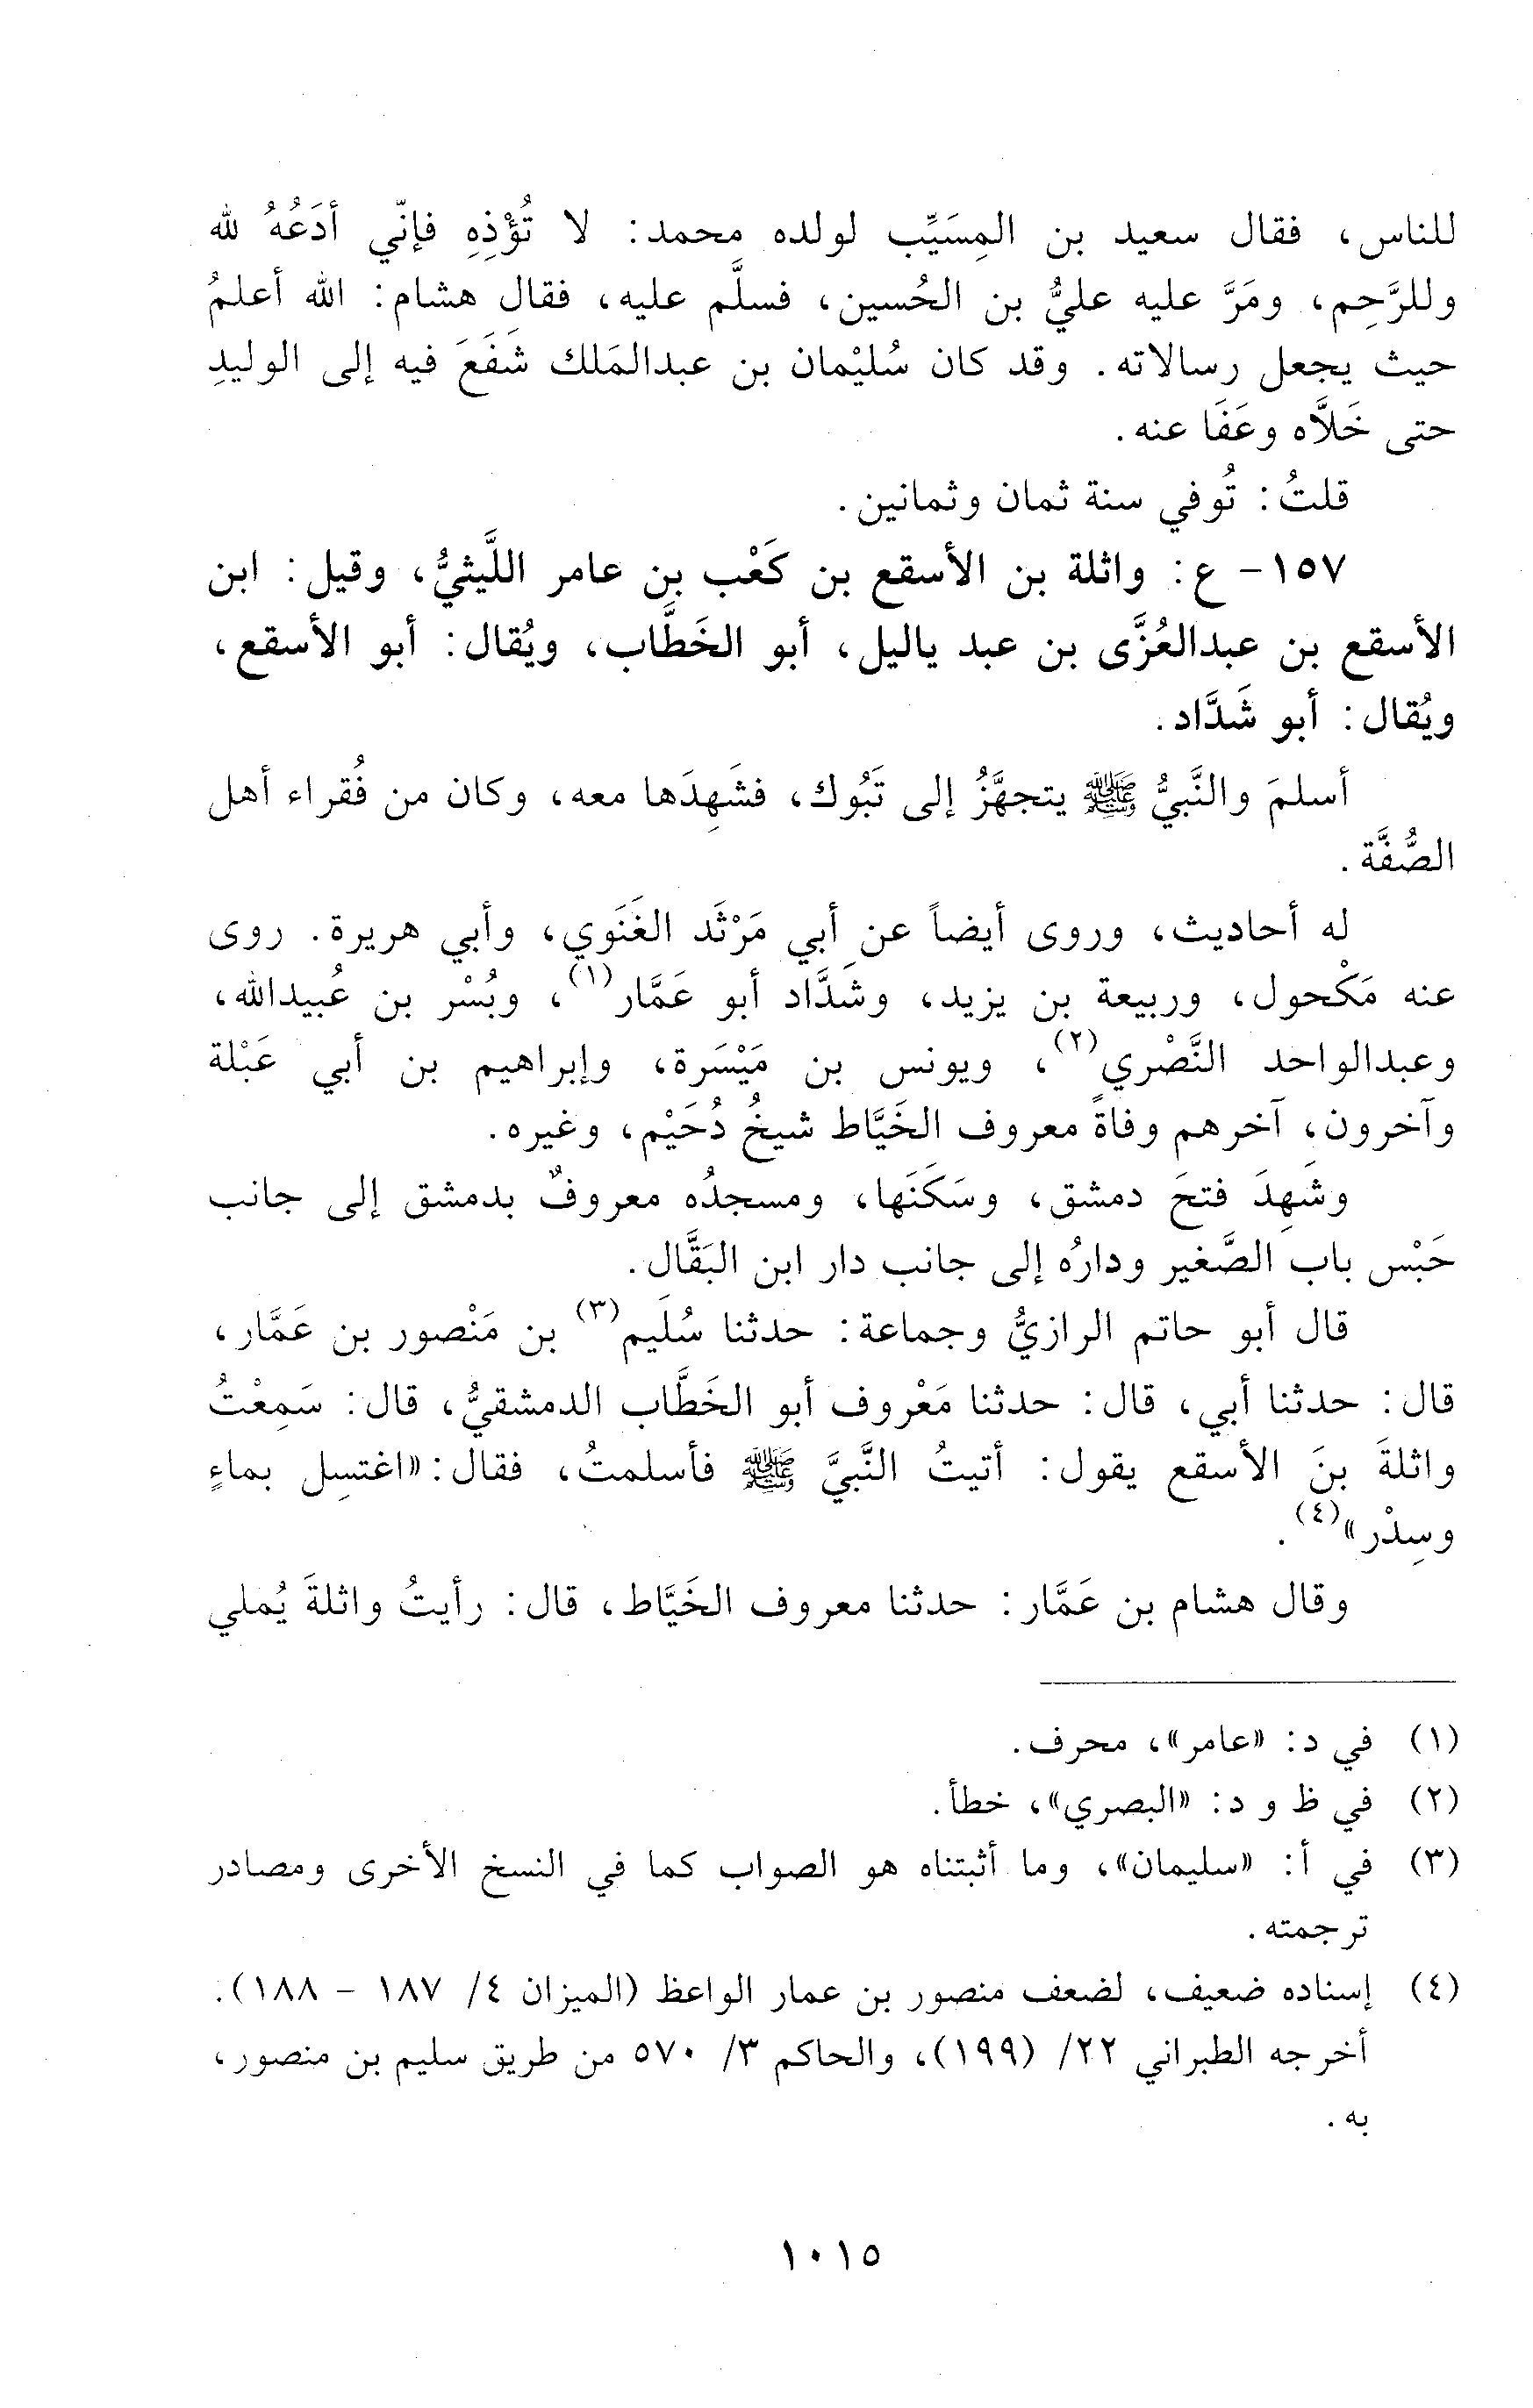 للناس، فقال سعيد بن المِسَيِّب لولده محمد: لا تُؤْذِهِ فإنّي أدَعُهُ لله
وللرَّحِم، ومَرَّ عليه عليُّ بن الحُسين، فسلَّم عليه، فقال هشام: الله أعلمُ
حيث يجعل رسالاته. وقد كان سُليْمان بن عبدالمَلك شَفَعَ فيه إلى الوليدِ
حتى خَلاَّه وعَفَا عنه.
قلتُ: تُوفي سنة ثمان وثمانين.
١٥٧- ع: واثلة بن الأسقع بن كَعْب بن عامر اللَّيثيُّ، وقيل: ابن
الأسقع بن عبدالعُزَّى بن عبد ياليل، أبو الخَطَّاب، ويُقال: أبو الأسقع،
ويُقال: أبو شَدَّاد.
أسلمَ والنَّبيُّ ﷺ يتجهَّزُ إلى تَبُوك، فشَهِدَها معه، وكان من فُقراء أهل
الصُّفَّة.
له أحاديث، وروى أيضاً عن أبي مَرْثَد الغَنَوي، وأبي هريرة. روى
عنه مَكْحول، وربيعة بن يزيد، وشَدَّاد أبو عَمَّار(١)، وبُسْر بن عُبيدالله،
وعبدالواحد النَّصْري(٢)، ويونس بن مَيْسَرة، وإبراهيم بن أبي عَبْلة
وآخرون، آخرهم وفاةً معروف الخَيَّاط شيخُ دُحَيْم، وغيره.
وشَهِدَ فتحَ دمشق، وسَكَنَها، ومسجدُه معروفٌ بدمشق إلى جانب
حَبْس باب الصَّغير ودارُه إلى جانب دار ابن البَقَّال.
قال أبو حاتم الرازيُّ وجماعة: حدثنا سُلَيم(٣) بن مَنْصور بن عَمَّار،
قال: حدثنا أبي، قال: حدثنا مَعْروف أبو الخَطَّاب الدمشقيُّ، قال: سَمِعْتُ
واثلةَ بنَ الأسقع يقول: أتيتُ النَّبيَّ ﷺ فأسلمتُ، فقال: «اغتسِل بماءٍ
وسِدْر»(٤).
وقال هشام بن عَمَّار: حدثنا معروف الخَيَّاط، قال: رأيتُ واثلةَ يُملي
(١) في د: «عامر»، محرف.
(٢) في ظ و د: «البصري»، خطأ.
(٣) في أ: «سليمان»، وما أثبتناه هو الصواب كما في النسخ الأخرى ومصادر
ترجمته.
(٤) إسناده ضعيف، لضعف منصور بن عمار الواعظ (الميزان ٤/ ١٨٧ - ١٨٨).
أخرجه الطبراني ٢٢/ (١٩٩)، والحاكم ٣/ ٥٧٠ من طريق سليم بن منصور،
به.
١٠١٥